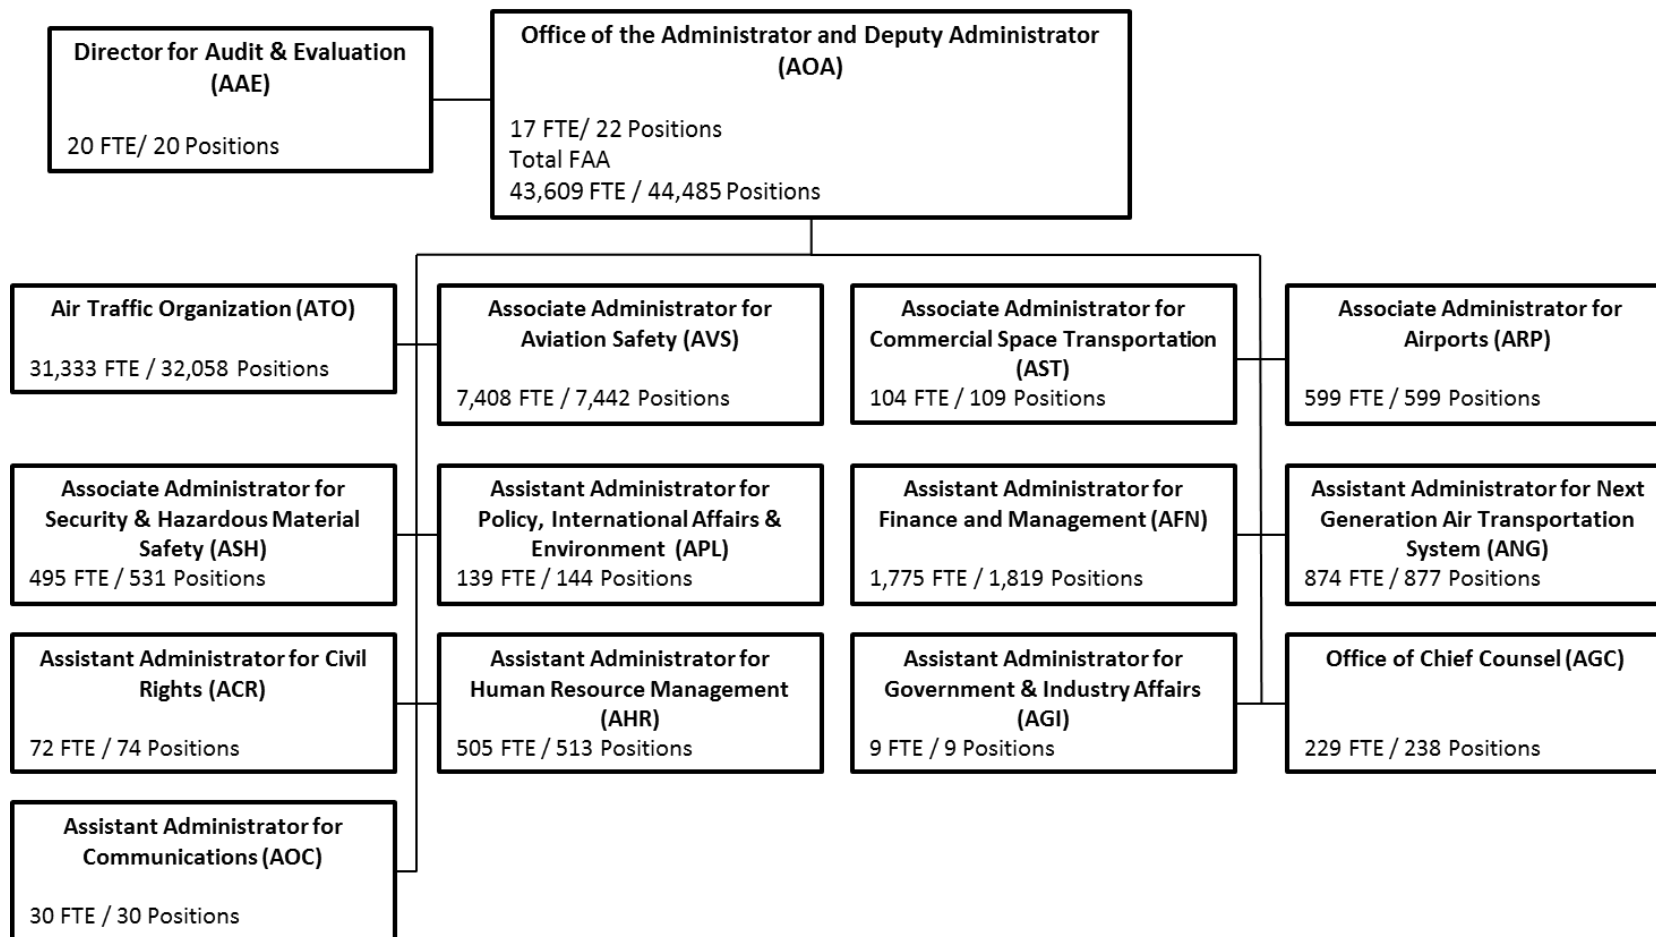 Director for Audit & Evaluation
(AAE)
20 FTE/ 20 Positions
Office of the Administrator and Deputy Administrator
(AOA)
17 FTE/ 22 Positions
Total FAA
43,609 FTE / 44,485 Positions
Air Traffic Organization (ATO)
31,333 FTE / 32,058 Positions
Associate Administrator for
Aviation Safety (AVS)
7,408 FTE / 7,442 Positions
Associate Administrator for
Commercial Space Transportation
(AST)
104 FTE / 109 Positions
Associate Administrator for
Airports (ARP)
599 FTE / 599 Positions
Associate Administrator for
Security & Hazardous Material
Safety (ASH)
495 FTE / 531 Positions
Assistant Administrator for
Policy, International Affairs &
Environment (APL)
139 FTE / 144 Positions
Assistant Administrator for
Finance and Management (AFN)
1,775 FTE / 1,819 Positions
Assistant Administrator for Next
Generation Air Transportation
System (ANG)
874 FTE / 877 Positions
Assistant Administrator for Civil
Rights (ACR)
72 FTE / 74 Positions
Assistant Administrator for
Human Resource Management
(AHR)
505 FTE / 513 Positions
Assistant Administrator for
Government & Industry Affairs
(AGI)
9 FTE / 9 Positions
Office of Chief Counsel (AGC)
229 FTE / 238 Positions
Assistant Administrator for
Communications (AOC)
30 FTE / 30 Positions